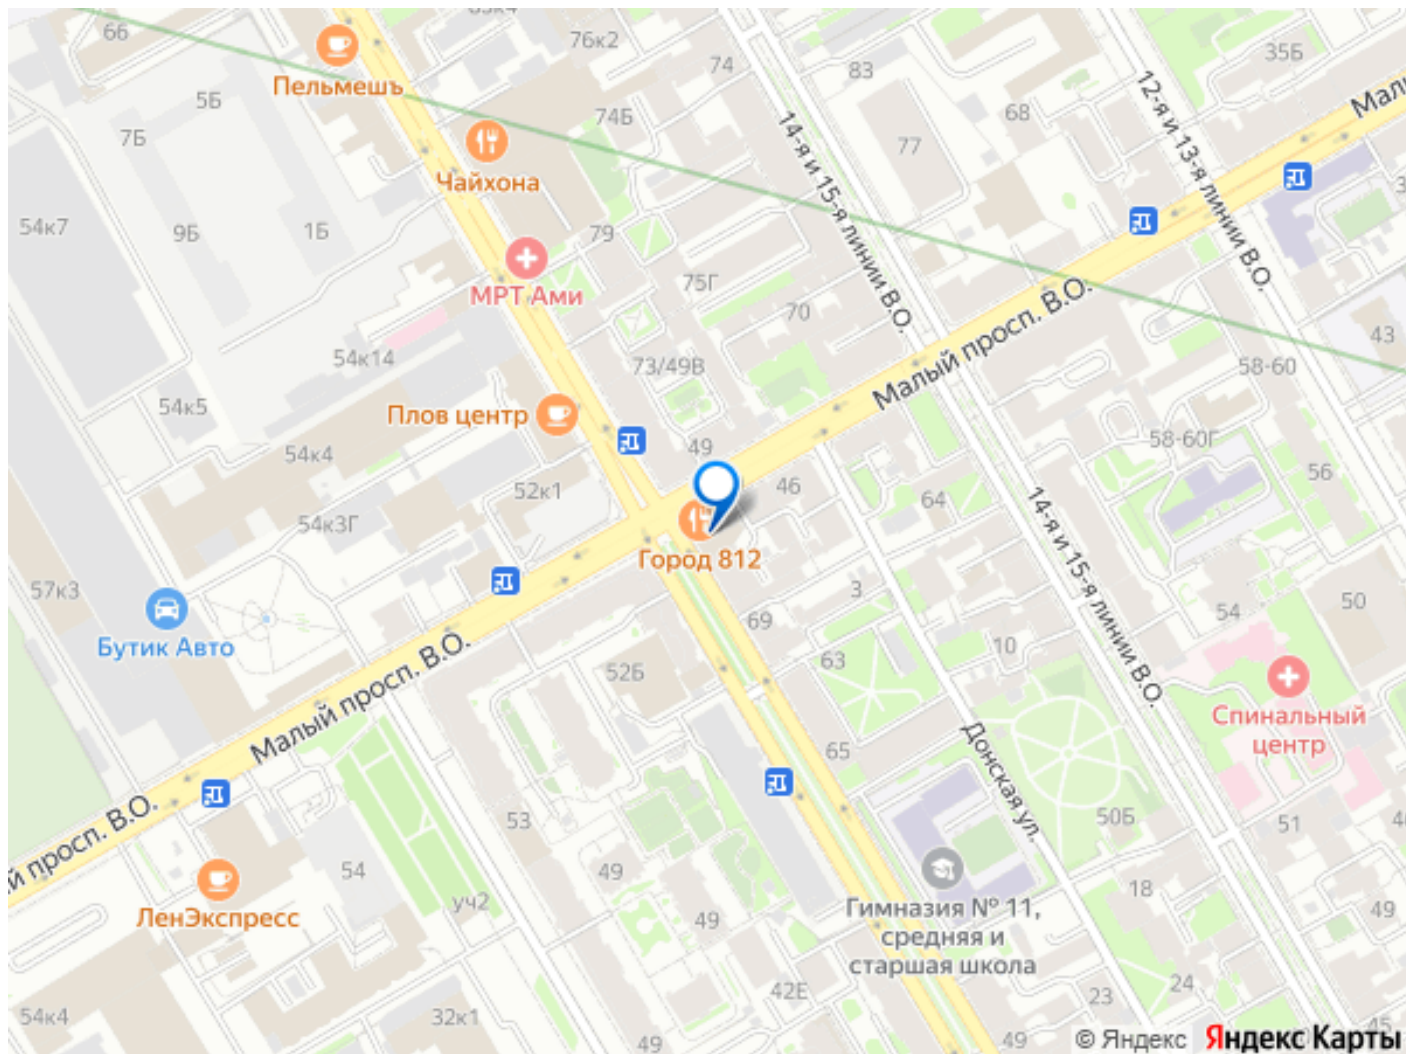 66
76к2
74
83
35Б
Пельмешъ
5Б
7Б
74Б
77
68
12-я и 13-я линии В.О.
14-я и 15-я линии В.О.
Чайхона
54к7
9Б
1Б
79
МРТ Ами
75Г
70
Малый просп. В.О.
43
54к14
73/49В
58-60
54к5
Плов центр
49
58-60Г
54к4
52к1
46
64
56
54к3Г
14-я и 15-я линии В.О.
Город 812
57к3
3
54
50
Бутик Авто
69
10
63
52Б
Малый просп. В.О.
Спинальный
центр
65
Донская ул.
й просп. В.О.
53
50Б
51
54
49
18
ЛенЭкспресс
уч2
49
Гимназия № 11,
средняя и
старшая школа
49
42Е
24
23
54к4
32к1
49
49
45
© Яндекс
Яндекс Карты